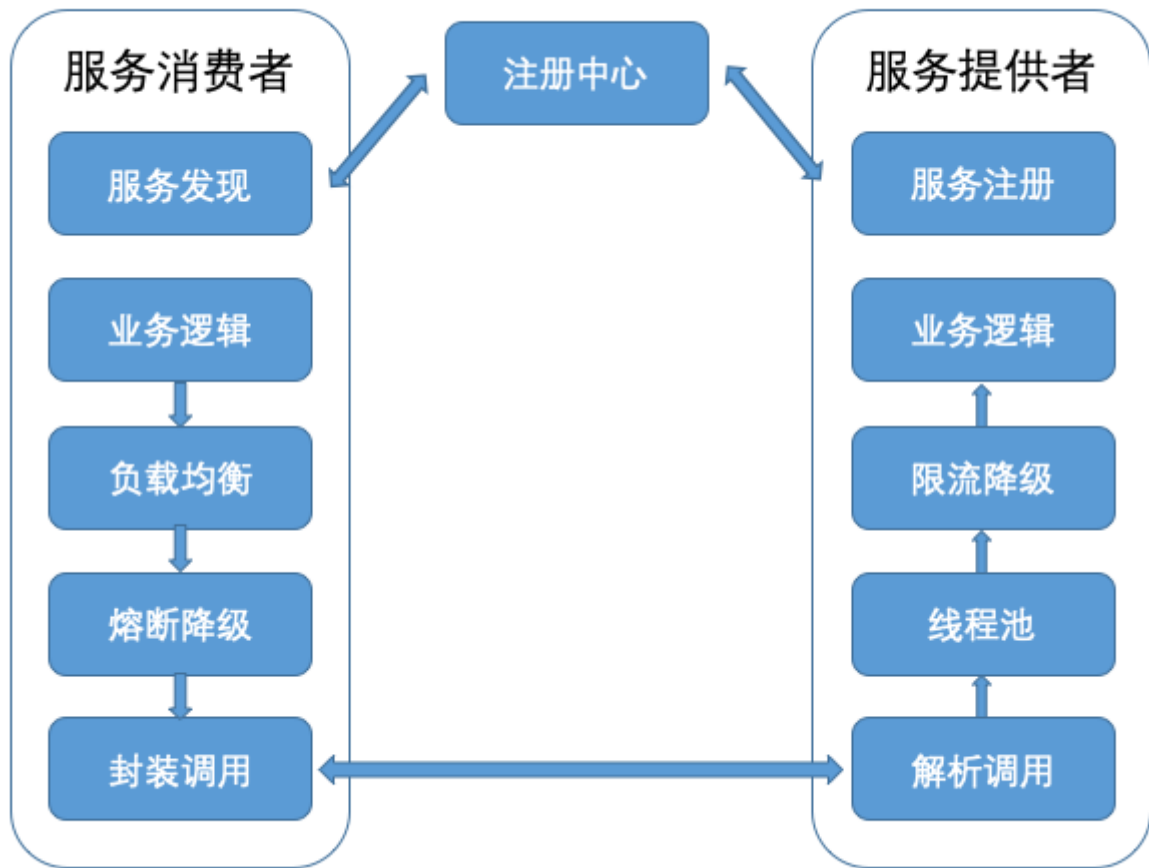 服务消费者
服务发现
业务逻辑
负载均衡
熔断降级
封装调用
注册中心
服务提供者
服务注册
业务逻辑
限流降级
线程池
解析调用